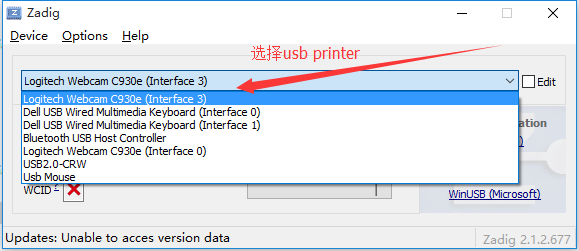 Zadig
Device Options Help
选择usb printer
Logitech Webcam C930e (Interface 3)
Edit
Logitech Webcam C930e (Interface 3)
Dell USB Wired Multimedia Keyboard (Interface 0)
Dell USB Wired Multimedia Keyboard (Interface 1)
Bluetooth USB Host Controller
Logitech Webcam C930e (Interface 0)
USB2.0-CRW
Usb Mouse
WCID ?
WinUSB (Microsoft)
Updates: Unable to acces version data
Zadig 2.1.2.677